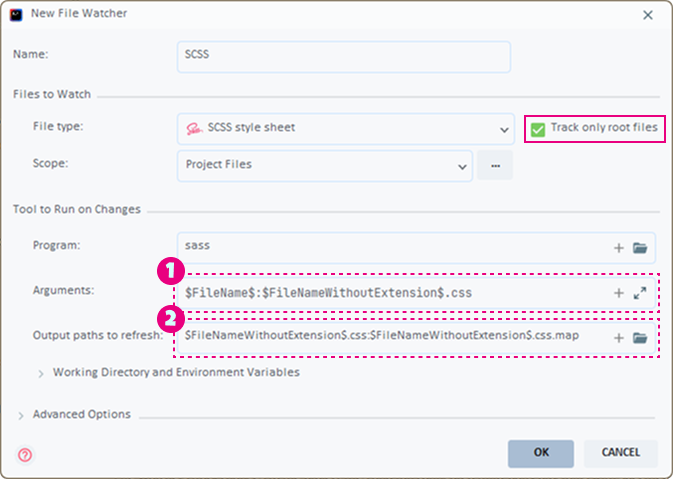 New File Watcher
Name: SCSS
Files to Watch
File type: SCSS style sheet Track only root files
Scope: Project Files ...
Tool to Run on Changes
Program: sass
1
Arguments: $FileName$:$FileNameWithoutExtension$.css
2
Output paths to refresh: $FileNameWithoutExtension$.css:$FileNameWithoutExtension$.css.map
Working Directory and Environment Variables
Advanced Options
? OK CANCEL